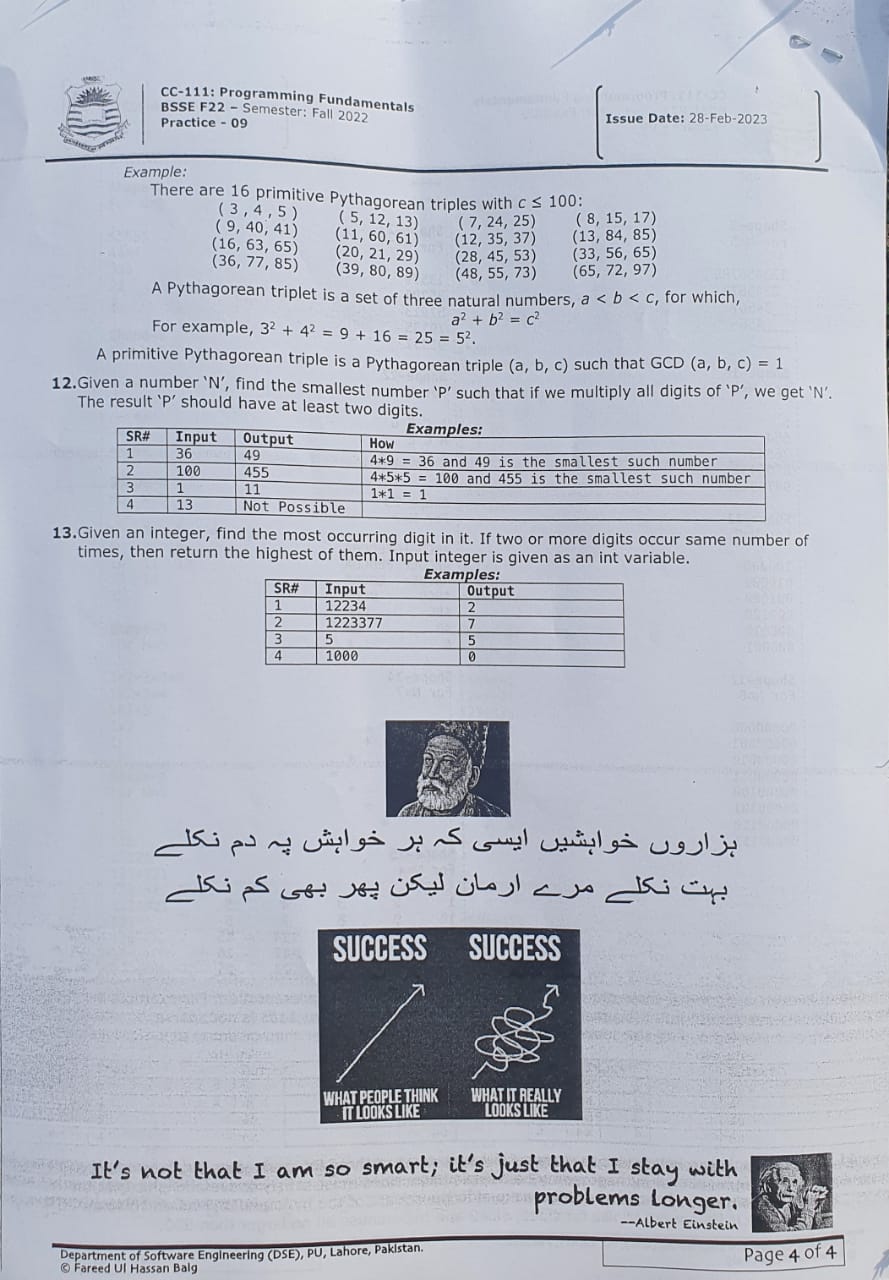 CC-111: Programming Fundamentals
BSSE F22 – Semester: Fall 2022
Practice - 09
Issue Date: 28-Feb-2023
Example:
There are 16 primitive Pythagorean triples with c ≤ 100:
( 3 , 4 , 5 ) ( 5, 12, 13) ( 7, 24, 25) ( 8, 15, 17)
( 9, 40, 41) (11, 60, 61) (12, 35, 37) (13, 84, 85)
(16, 63, 65) (20, 21, 29) (28, 45, 53) (33, 56, 65)
(36, 77, 85) (39, 80, 89) (48, 55, 73) (65, 72, 97)
A Pythagorean triplet is a set of three natural numbers, a < b < c, for which,
a² + b² = c²
For example, 3² + 4² = 9 + 16 = 25 = 5².
A primitive Pythagorean triple is a Pythagorean triple (a, b, c) such that GCD (a, b, c) = 1
12.Given a number ‘N’, find the smallest number ‘P’ such that if we multiply all digits of ‘P’, we get ‘N’.
The result ‘P’ should have at least two digits.
Examples:
SR# Input Output How
1 36 49 4*9 = 36 and 49 is the smallest such number
2 100 455 4*5*5 = 100 and 455 is the smallest such number
3 1 11 1*1 = 1
4 13 Not Possible
13.Given an integer, find the most occurring digit in it. If two or more digits occur same number of
times, then return the highest of them. Input integer is given as an int variable.
Examples:
SR# Input Output
1 12234 2
2 1223377 7
3 5 5
4 1000 0
ہزاروں خواہشیں ایسی کہ ہر خواہش پہ دم نکلے
بہت نکلے مرے ارمان لیکن پھر بھی کم نکلے
SUCCESS SUCCESS
WHAT PEOPLE THINK WHAT IT REALLY
IT LOOKS LIKE LOOKS LIKE
It's not that I am so smart; it's just that I stay with
problems longer.
--Albert Einstein
Department of Software Engineering (DSE), PU, Lahore, Pakistan.
© Fareed Ul Hassan Baig
Page 4 of 4